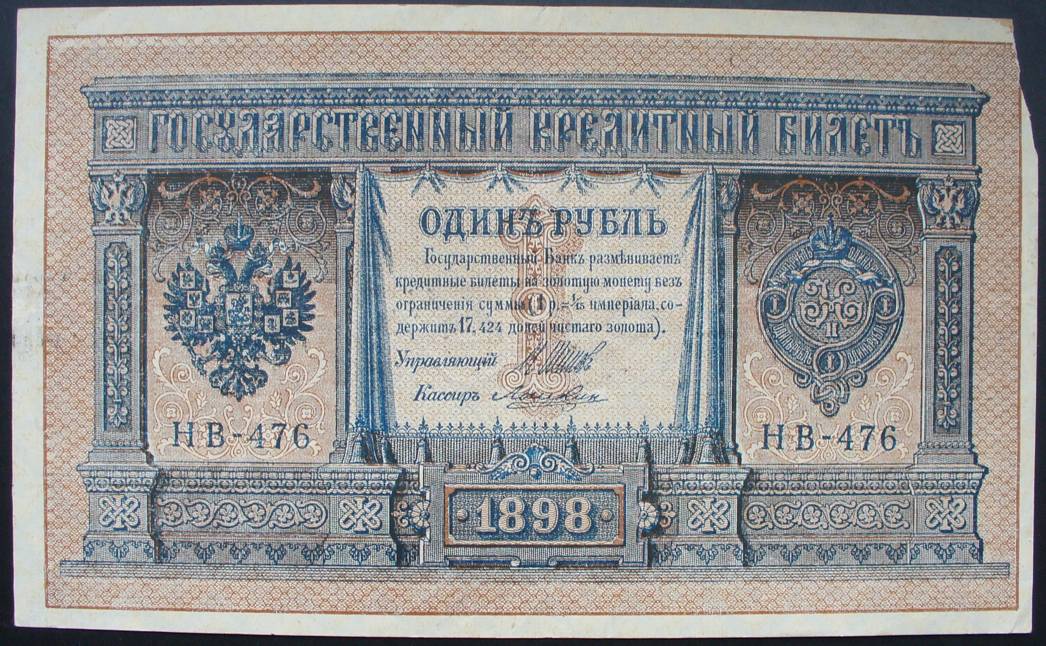 ГОСУДАРСТВЕННЫЙ КРЕДИТНЫЙ БИЛЕТЪ
ОДИНЪ РУБЛЬ
Государственный Банкъ размѣниваетъ
кредитные билеты на золотую монету безъ
ограниченія суммы (1 р. = 1/15 имперіала, со-
держитъ 17,424 долей чистаго золота).
Управляющій
Кассиръ
НВ-476
НВ-476
1898